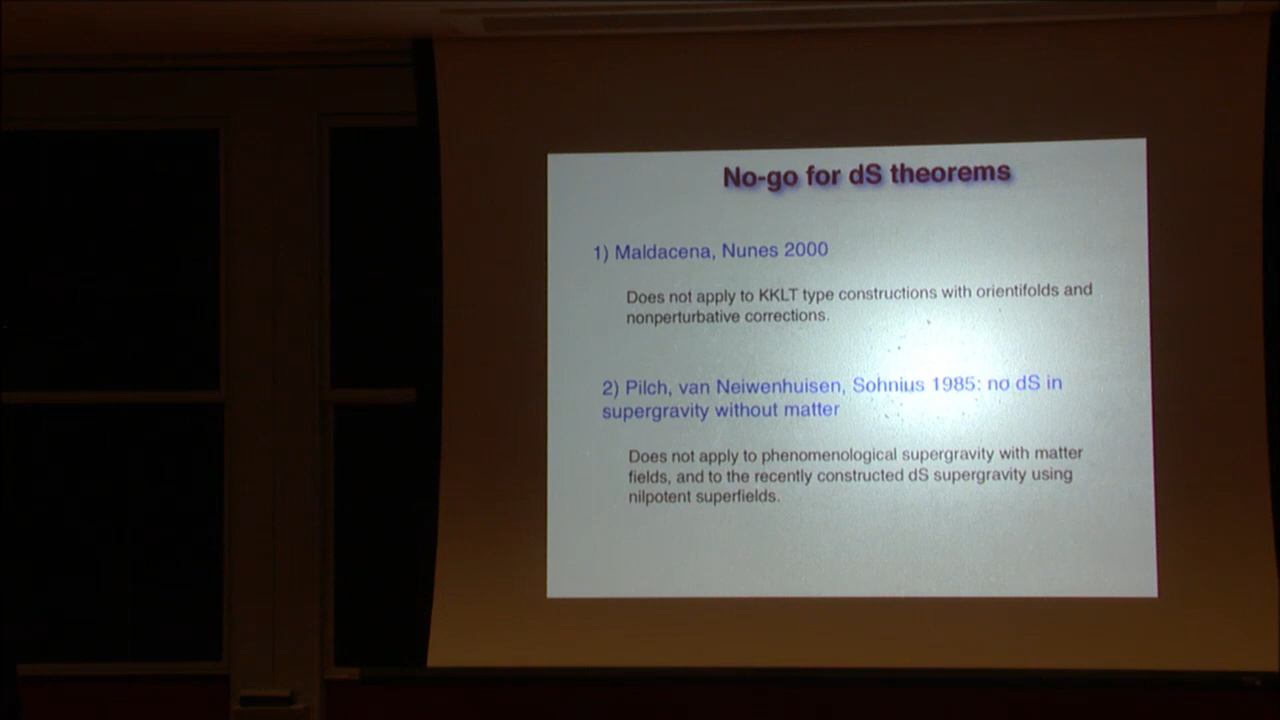 No-go for dS theorems
1) Maldacena, Nunes 2000
Does not apply to KKLT type constructions with orientifolds and
nonperturbative corrections.
2) Pilch, van Neiwenhuisen, Sohnius 1985: no dS in
supergravity without matter
Does not apply to phenomenological supergravity with matter
fields, and to the recently constructed dS supergravity using
nilpotent superfields.